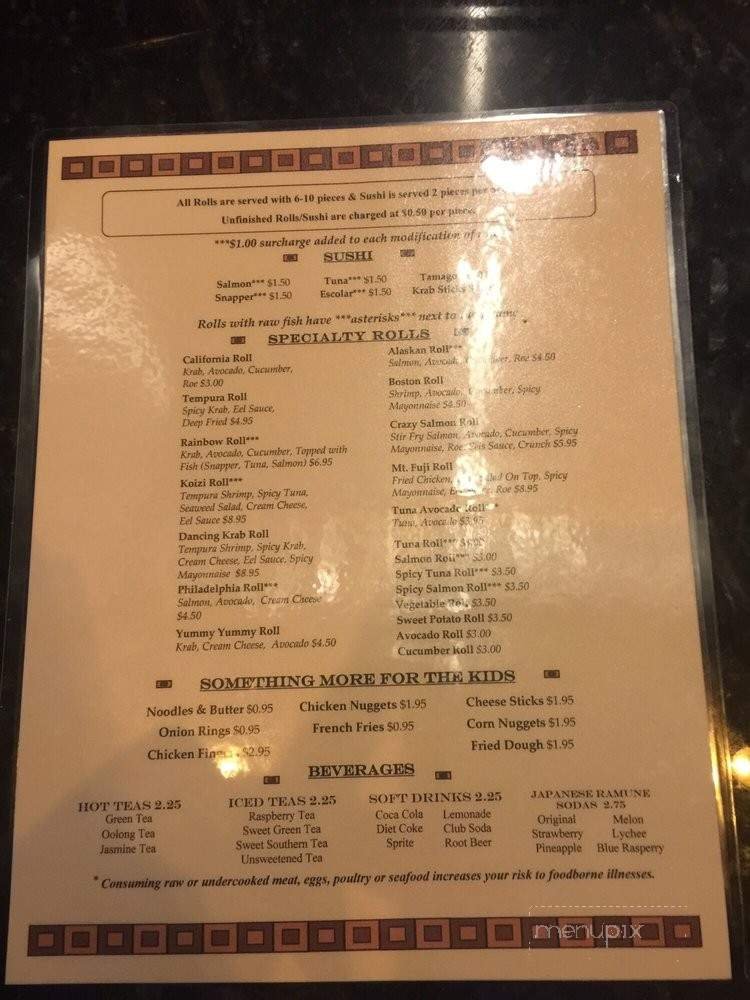 All Rolls are served with 6-10 pieces & Sushi is served 2 pieces per
Unfinished Rolls/Sushi are charged at $0.50 per piece.
***$1.00 surcharge added to each modification of
SUSHI
Salmon*** $1.50 Tuna*** $1.50 Tamago
Snapper*** $1.50 Escolar*** $1.50 Krab Sticks
Rolls with raw fish have ***asterisks*** next to
SPECIALTY ROLLS
California Roll
Krab, Avocado, Cucumber,
Roe $3.00
Tempura Roll
Spicy Krab, Eel Sauce,
Deep Fried $4.95
Rainbow Roll***
Krab, Avocado, Cucumber, Topped with
Fish (Snapper, Tuna, Salmon) $6.95
Koizi Roll***
Tempura Shrimp, Spicy Tuna,
Seaweed Salad, Cream Cheese,
Eel Sauce $8.95
Dancing Krab Roll
Tempura Shrimp, Spicy Krab,
Cream Cheese, Eel Sauce, Spicy
Mayonnaise $8.95
Philadelphia Roll***
Salmon, Avocado, Cream Cheese
$4.50
Yummy Yummy Roll
Krab, Cream Cheese, Avocado $4.50
Alaskan Roll***
Salmon, Avocado, Roe $4.50
Boston Roll
Shrimp, Avocado, Cucumber, Spicy
Mayonnaise $4.50
Crazy Salmon Roll
Stir Fry Salmon, Avocado, Cucumber, Spicy
Mayonnaise, Roe, Sauce, Crunch $5.95
Mt. Fuji Roll
Fried Chicken, On Top, Spicy
Mayonnaise, Roe $8.95
Tuna Avocado Roll***
Tuna, Avocado $3.95
Tuna Roll***
Salmon Roll*** $3.00
Spicy Tuna Roll*** $3.50
Spicy Salmon Roll*** $3.50
Vegetable Roll $3.50
Sweet Potato Roll $3.50
Avocado Roll $3.00
Cucumber Roll $3.00
SOMETHING MORE FOR THE KIDS
Noodles & Butter $0.95 Chicken Nuggets $1.95 Cheese Sticks $1.95
Onion Rings $0.95 French Fries $0.95 Corn Nuggets $1.95
Chicken $2.95 Fried Dough $1.95
BEVERAGES
HOT TEAS 2.25
Green Tea
Oolong Tea
Jasmine Tea
ICED TEAS 2.25
Raspberry Tea
Sweet Green Tea
Sweet Southern Tea
Unsweetened Tea
SOFT DRINKS 2.25
Coca Cola Lemonade
Diet Coke Club Soda
Sprite Root Beer
JAPANESE RAMUNE
SODAS 2.75
Original Melon
Strawberry Lychee
Pineapple Blue Rasperry
* Consuming raw or undercooked meat, eggs, poultry or seafood increases your risk to foodborne illnesses.
menupix